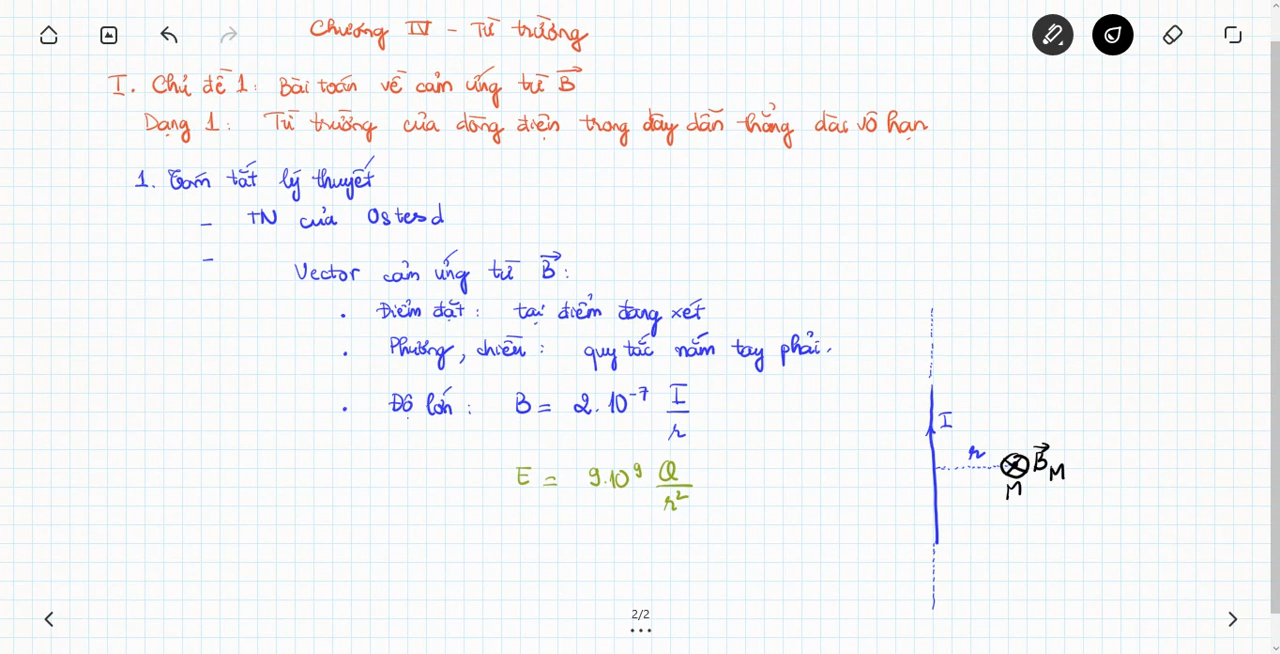 Chương IV - Từ trường
I. Chủ đề 1: Bài toán về cảm ứng từ B→
Dạng 1: Từ trường của dòng điện trong dây dẫn thẳng dài vô hạn
1. Tóm tắt lý thuyết
- TN của Ostesd
-
Vector cảm ứng từ B→:
. Điểm đặt: tại điểm đang xét
. Phương, chiều: quy tắc nắm tay phải.
. Độ lớn: B = 2.10⁻⁷ I/r
E = 9.10⁹ Q/r²
I
r
B→M
M
2/2